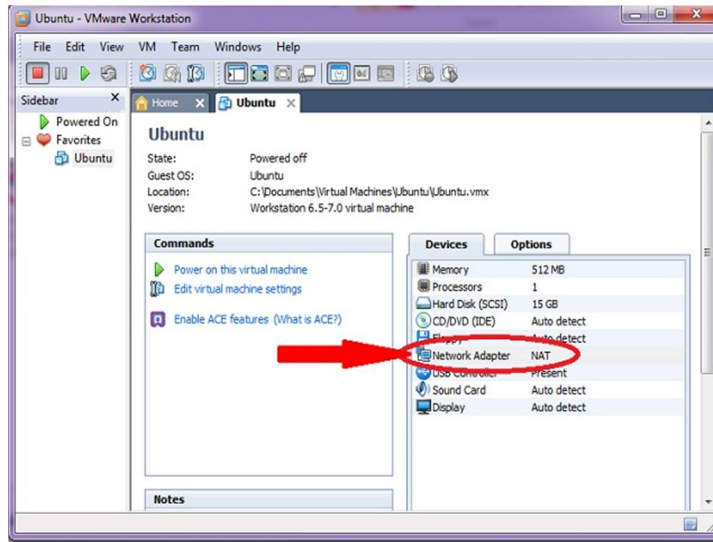 Ubuntu - VMware Workstation
File Edit View VM Team Windows Help
Sidebar X
Powered On
Favorites
Ubuntu
Home X Ubuntu X
Ubuntu
State: Powered off
Guest OS: Ubuntu
Location: C:\Documents\Virtual Machines\Ubuntu\Ubuntu.vmx
Version: Workstation 6.5-7.0 virtual machine
Commands
Power on this virtual machine
Edit virtual machine settings
Enable ACE features (What is ACE?)
Devices Options
Memory 512 MB
Processors 1
Hard Disk (SCSI) 15 GB
CD/DVD (IDE) Auto detect
Floppy Auto detect
Network Adapter NAT
USB Controller Present
Sound Card Auto detect
Display Auto detect
Notes